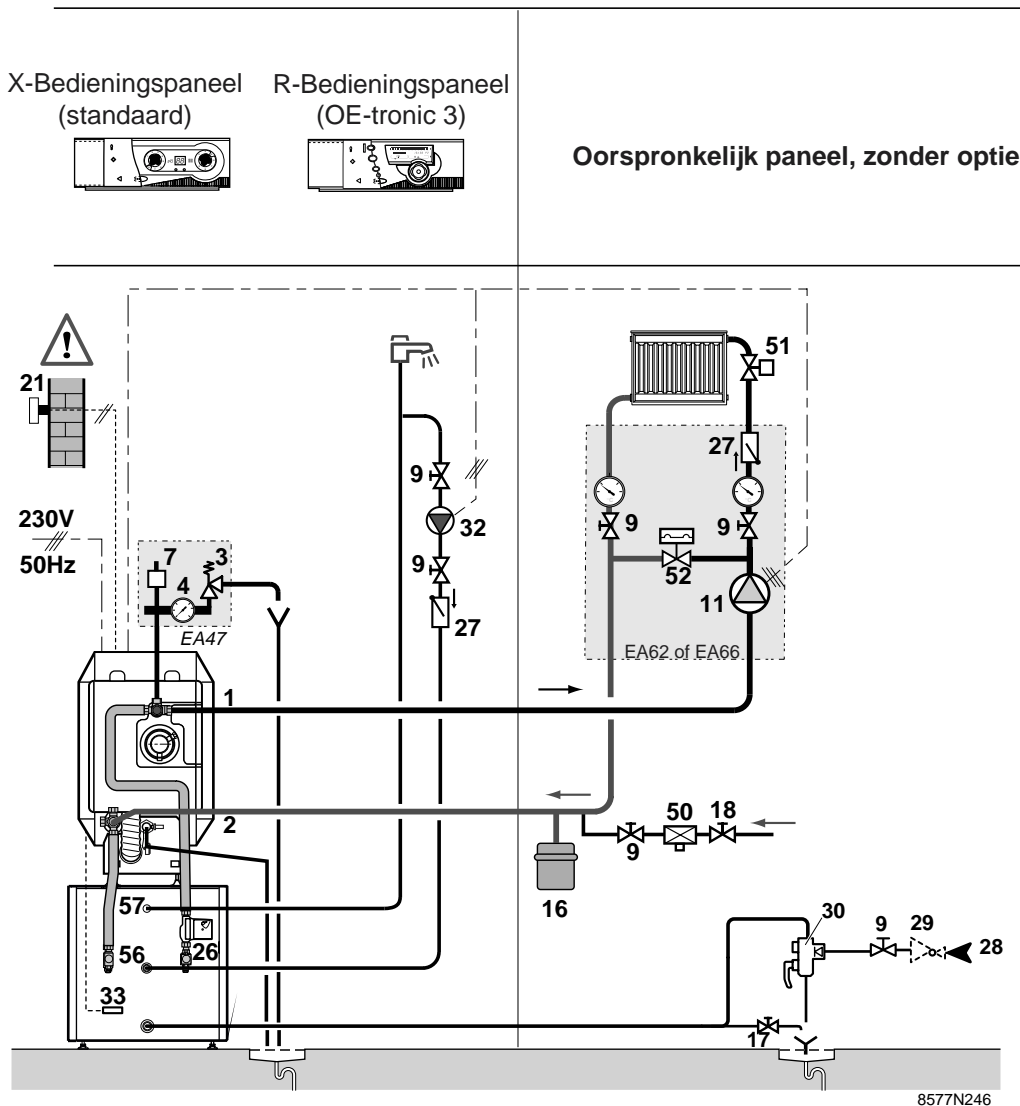 X-Bedieningspaneel
(standaard)
R-Bedieningspaneel
(OE-tronic 3)
Oorspronkelijk paneel, zonder optie
21
230V
50Hz
7
4
3
EA47
9
32
9
27
51
27
9
9
52
11
EA62 of EA66
1
2
50
18
9
16
57
56
26
33
30
9
29
28
17
8577N246